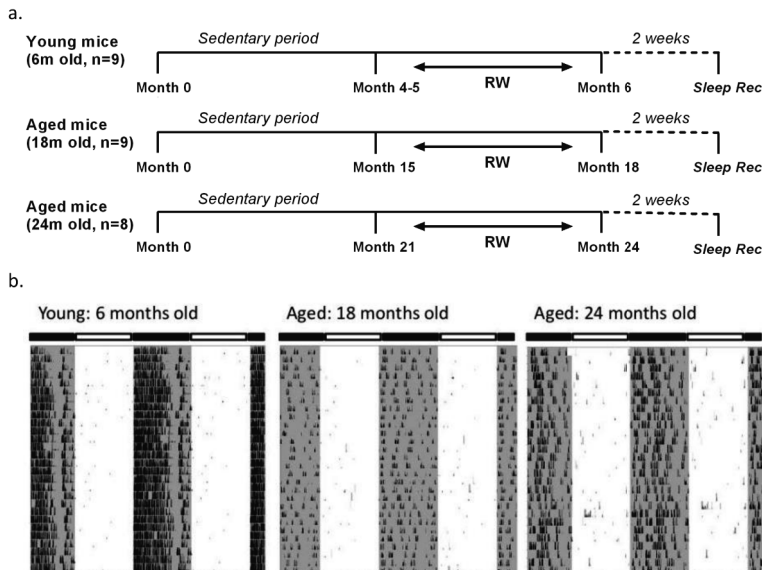 a.
Sedentary period
2 weeks
Young mice
(6m old, n=9)
RW
Month 0
Month 4-5
Month 6
Sleep Rec
Sedentary period
2 weeks
Aged mice
(18m old, n=9)
RW
Month 0
Month 15
Month 18
Sleep Rec
Sedentary period
2 weeks
Aged mice
(24m old, n=8)
RW
Month 0
Month 21
Month 24
Sleep Rec
b.
Young: 6 months old
Aged: 18 months old
Aged: 24 months old